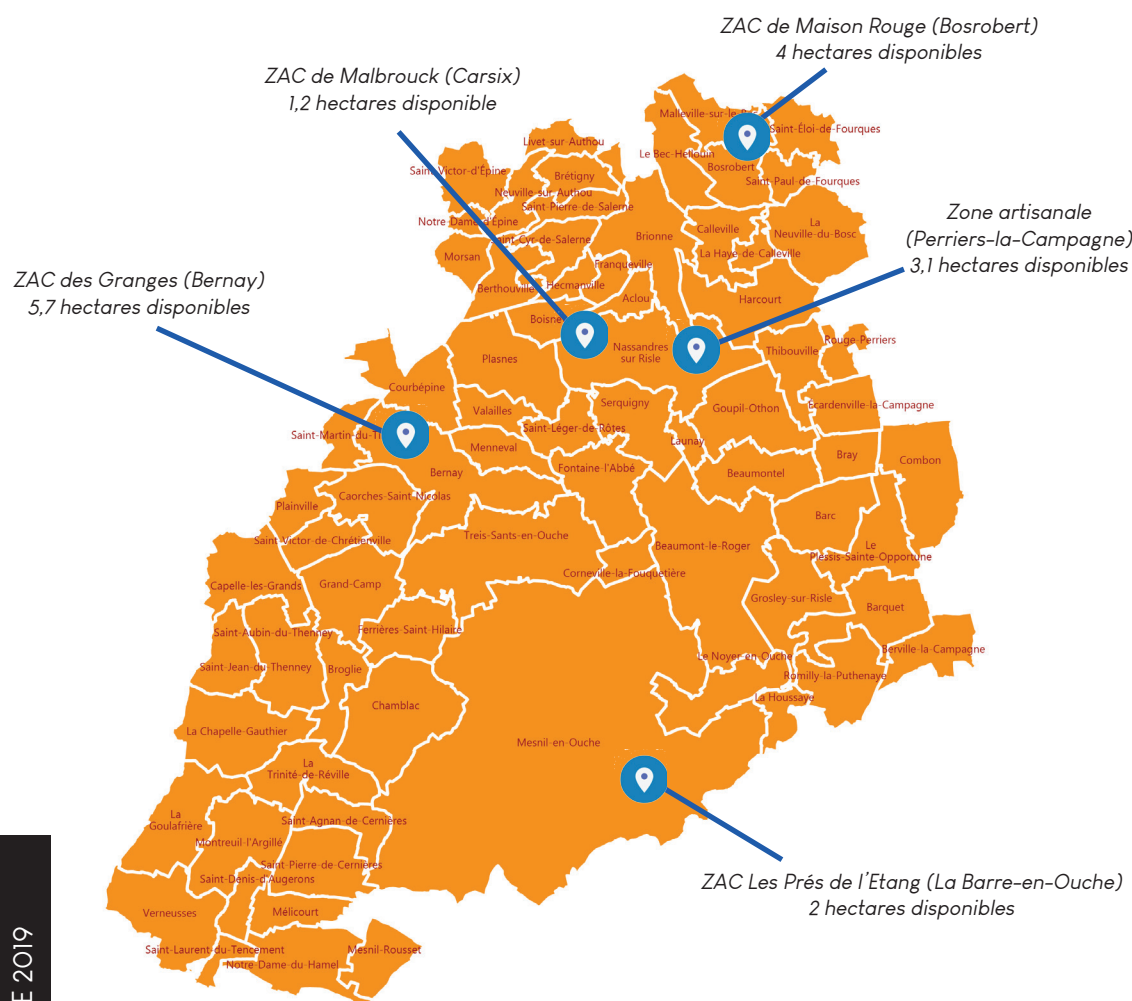 ZAC de Maison Rouge (Bosrobert)
4 hectares disponibles
ZAC de Malbrouck (Carsix)
1,2 hectares disponible
Zone artisanale
(Perriers-la-Campagne)
3,1 hectares disponibles
ZAC des Granges (Bernay)
5,7 hectares disponibles
Malleville-sur-le-
Saint-Éloi-de-Fourques
Livet-sur-Authou
Le Bec-Hellouin
Bosrobert
Saint-Victor-d'Épine
Brétigny
Saint-Paul-de-Fourques
Neuville-sur-Authou
Saint-Pierre-de-Salerne
Notre-Dame-d'Épine
Calleville
La
Neuville-du-Bosc
Brionne
Saint-Cyr-de-Salerne
Morsan
La Haye-de-Calleville
Franqueville
Berthouville
Hecmanville
Aclou
Harcourt
Boisne
Nassandres
sur Risle
Thibouville
Rouge-Perriers
Plasnes
Courbépine
Valailles
Serquigny
Goupil-Othon
Écardenville-la-Campagne
Saint-Martin-du-T
Saint-Léger-de-Rôtes
Menneval
Launay
Bray
Combon
Bernay
Fontaine-l'Abbé
Beaumontel
Caorches-Saint-Nicolas
Plainville
Barc
Saint-Victor-de-Chrétienville
Treis-Sants-en-Ouche
Beaumont-le-Roger
Le
Plessis-Sainte-Opportune
Corneville-la-Fouquetière
Capelle-les-Grands
Grand-Camp
Grosley-sur-Risle
Barquet
Saint-Aubin-du-Thenney
Ferrières-Saint-Hilaire
Berville-la-Campagne
Saint-Jean-du-Thenney
Broglie
Le Noyer-en-Ouche
Romilly-la-Puthenaye
La Houssaye
Chamblac
La Chapelle-Gauthier
Mesnil-en-Ouche
La
Trinité-de-Réville
La
Goulafrière
Saint-Agnan-de-Cernières
Montreuil-l'Argillé
Saint-Pierre-de-Cernières
Saint-Denis-d'Augerons
Verneusses
Mélicourt
Saint-Laurent-du-Tencement
Mesnil-Rousset
Notre-Dame-du-Hamel
ZAC Les Prés de l'Etang (La Barre-en-Ouche)
2 hectares disponibles
E 2019